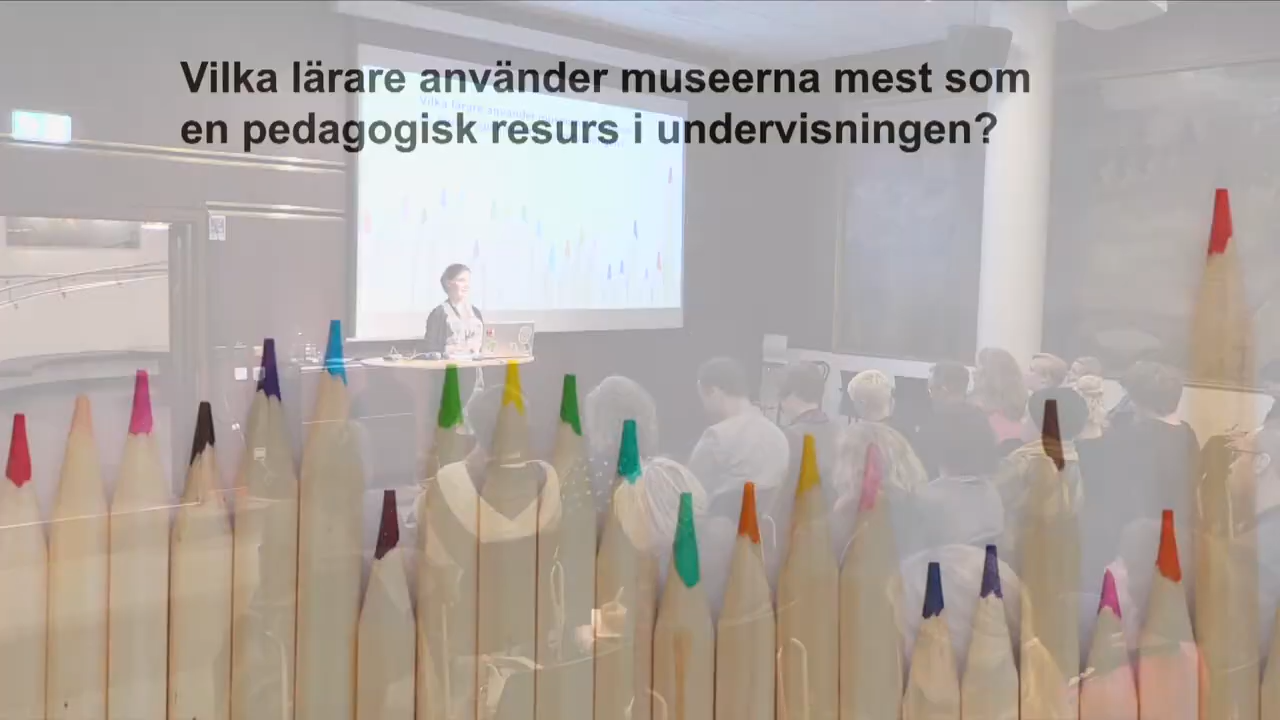 Vilka lärare använder museerna mest som
en pedagogisk resurs i undervisningen?